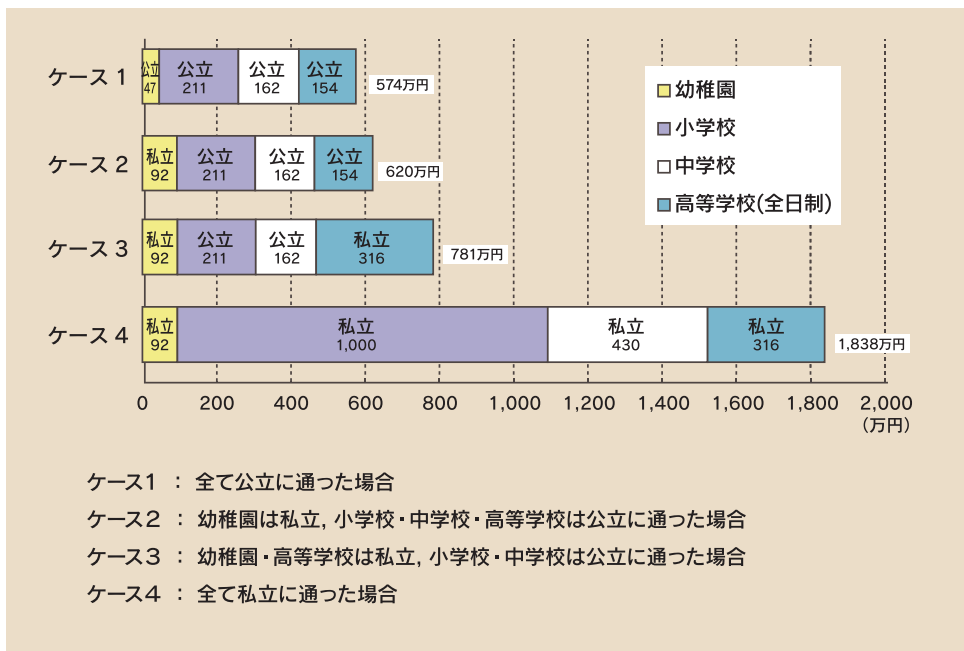 ケース 1
公立 公立 公立 公立
47 211 162 154
574万円
ケース 2
私立 公立 公立 公立
92 211 162 154
620万円
ケース 3
私立 公立 公立 私立
92 211 162 316
781万円
ケース 4
私立 私立 私立 私立
92 1,000 430 316
1,838万円
幼稚園
小学校
中学校
高等学校(全日制)
0 200 400 600 800 1,000 1,200 1,400 1,600 1,800 2,000
(万円)
ケース1 : 全て公立に通った場合
ケース2 : 幼稚園は私立, 小学校・中学校・高等学校は公立に通った場合
ケース3 : 幼稚園・高等学校は私立, 小学校・中学校は公立に通った場合
ケース4 : 全て私立に通った場合